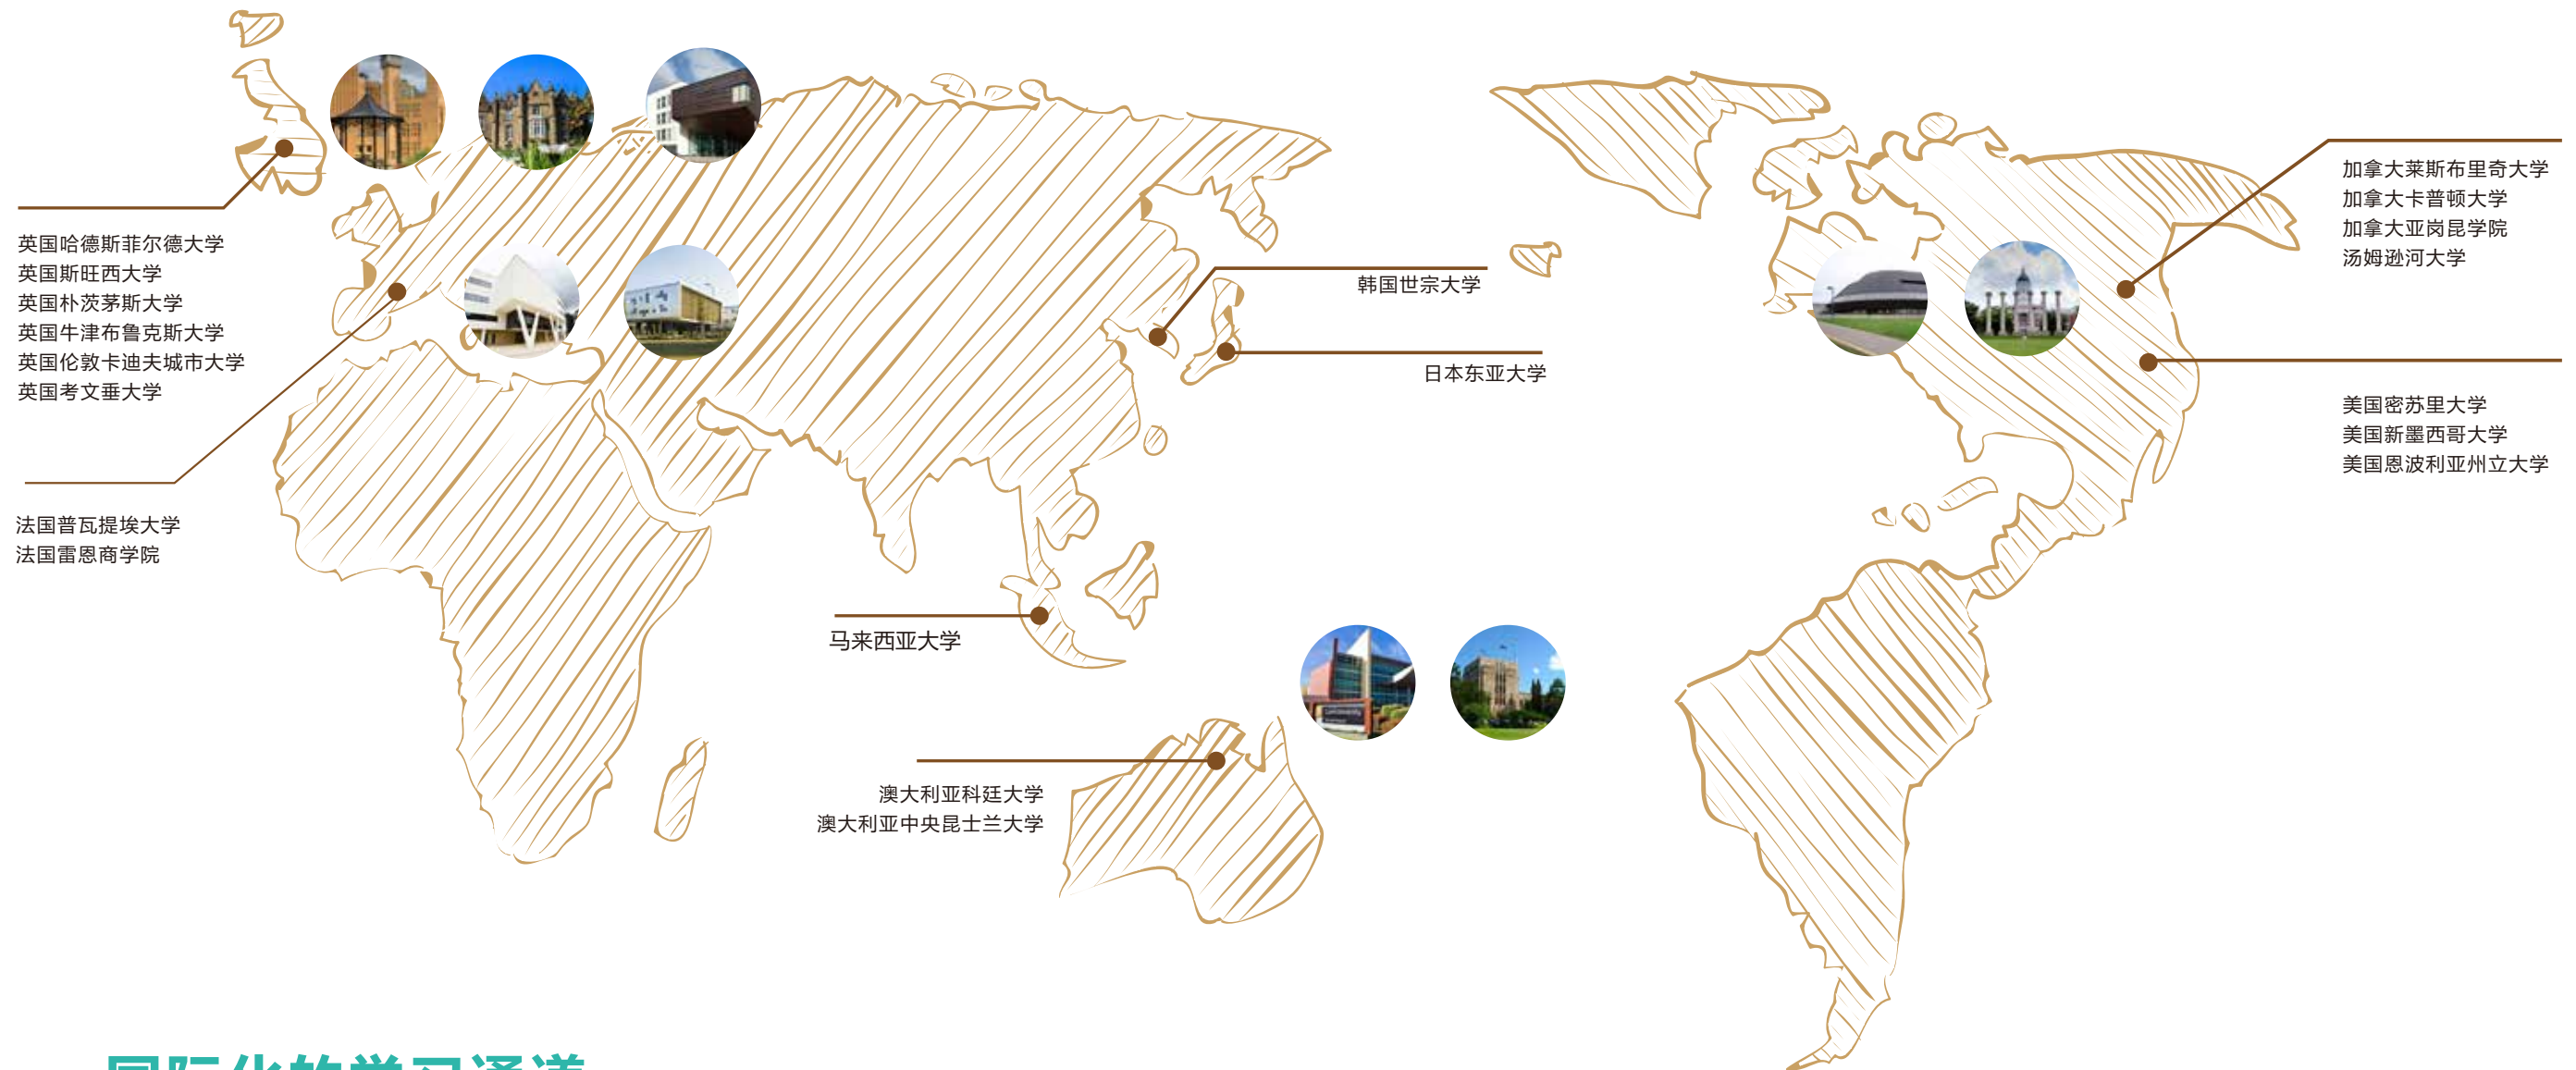 英国哈德斯菲尔德大学
英国斯旺西大学
英国朴茨茅斯大学
英国牛津布鲁克斯大学
英国伦敦卡迪夫城市大学
英国考文垂大学
法国普瓦提埃大学
法国雷恩商学院
韩国世宗大学
日本东亚大学
马来西亚大学
澳大利亚科廷大学
澳大利亚中央昆士兰大学
加拿大莱斯布里奇大学
加拿大卡普顿大学
加拿大亚岗昆学院
汤姆逊河大学
美国密苏里大学
美国新墨西哥大学
美国恩波利亚州立大学
国际化的学习通道